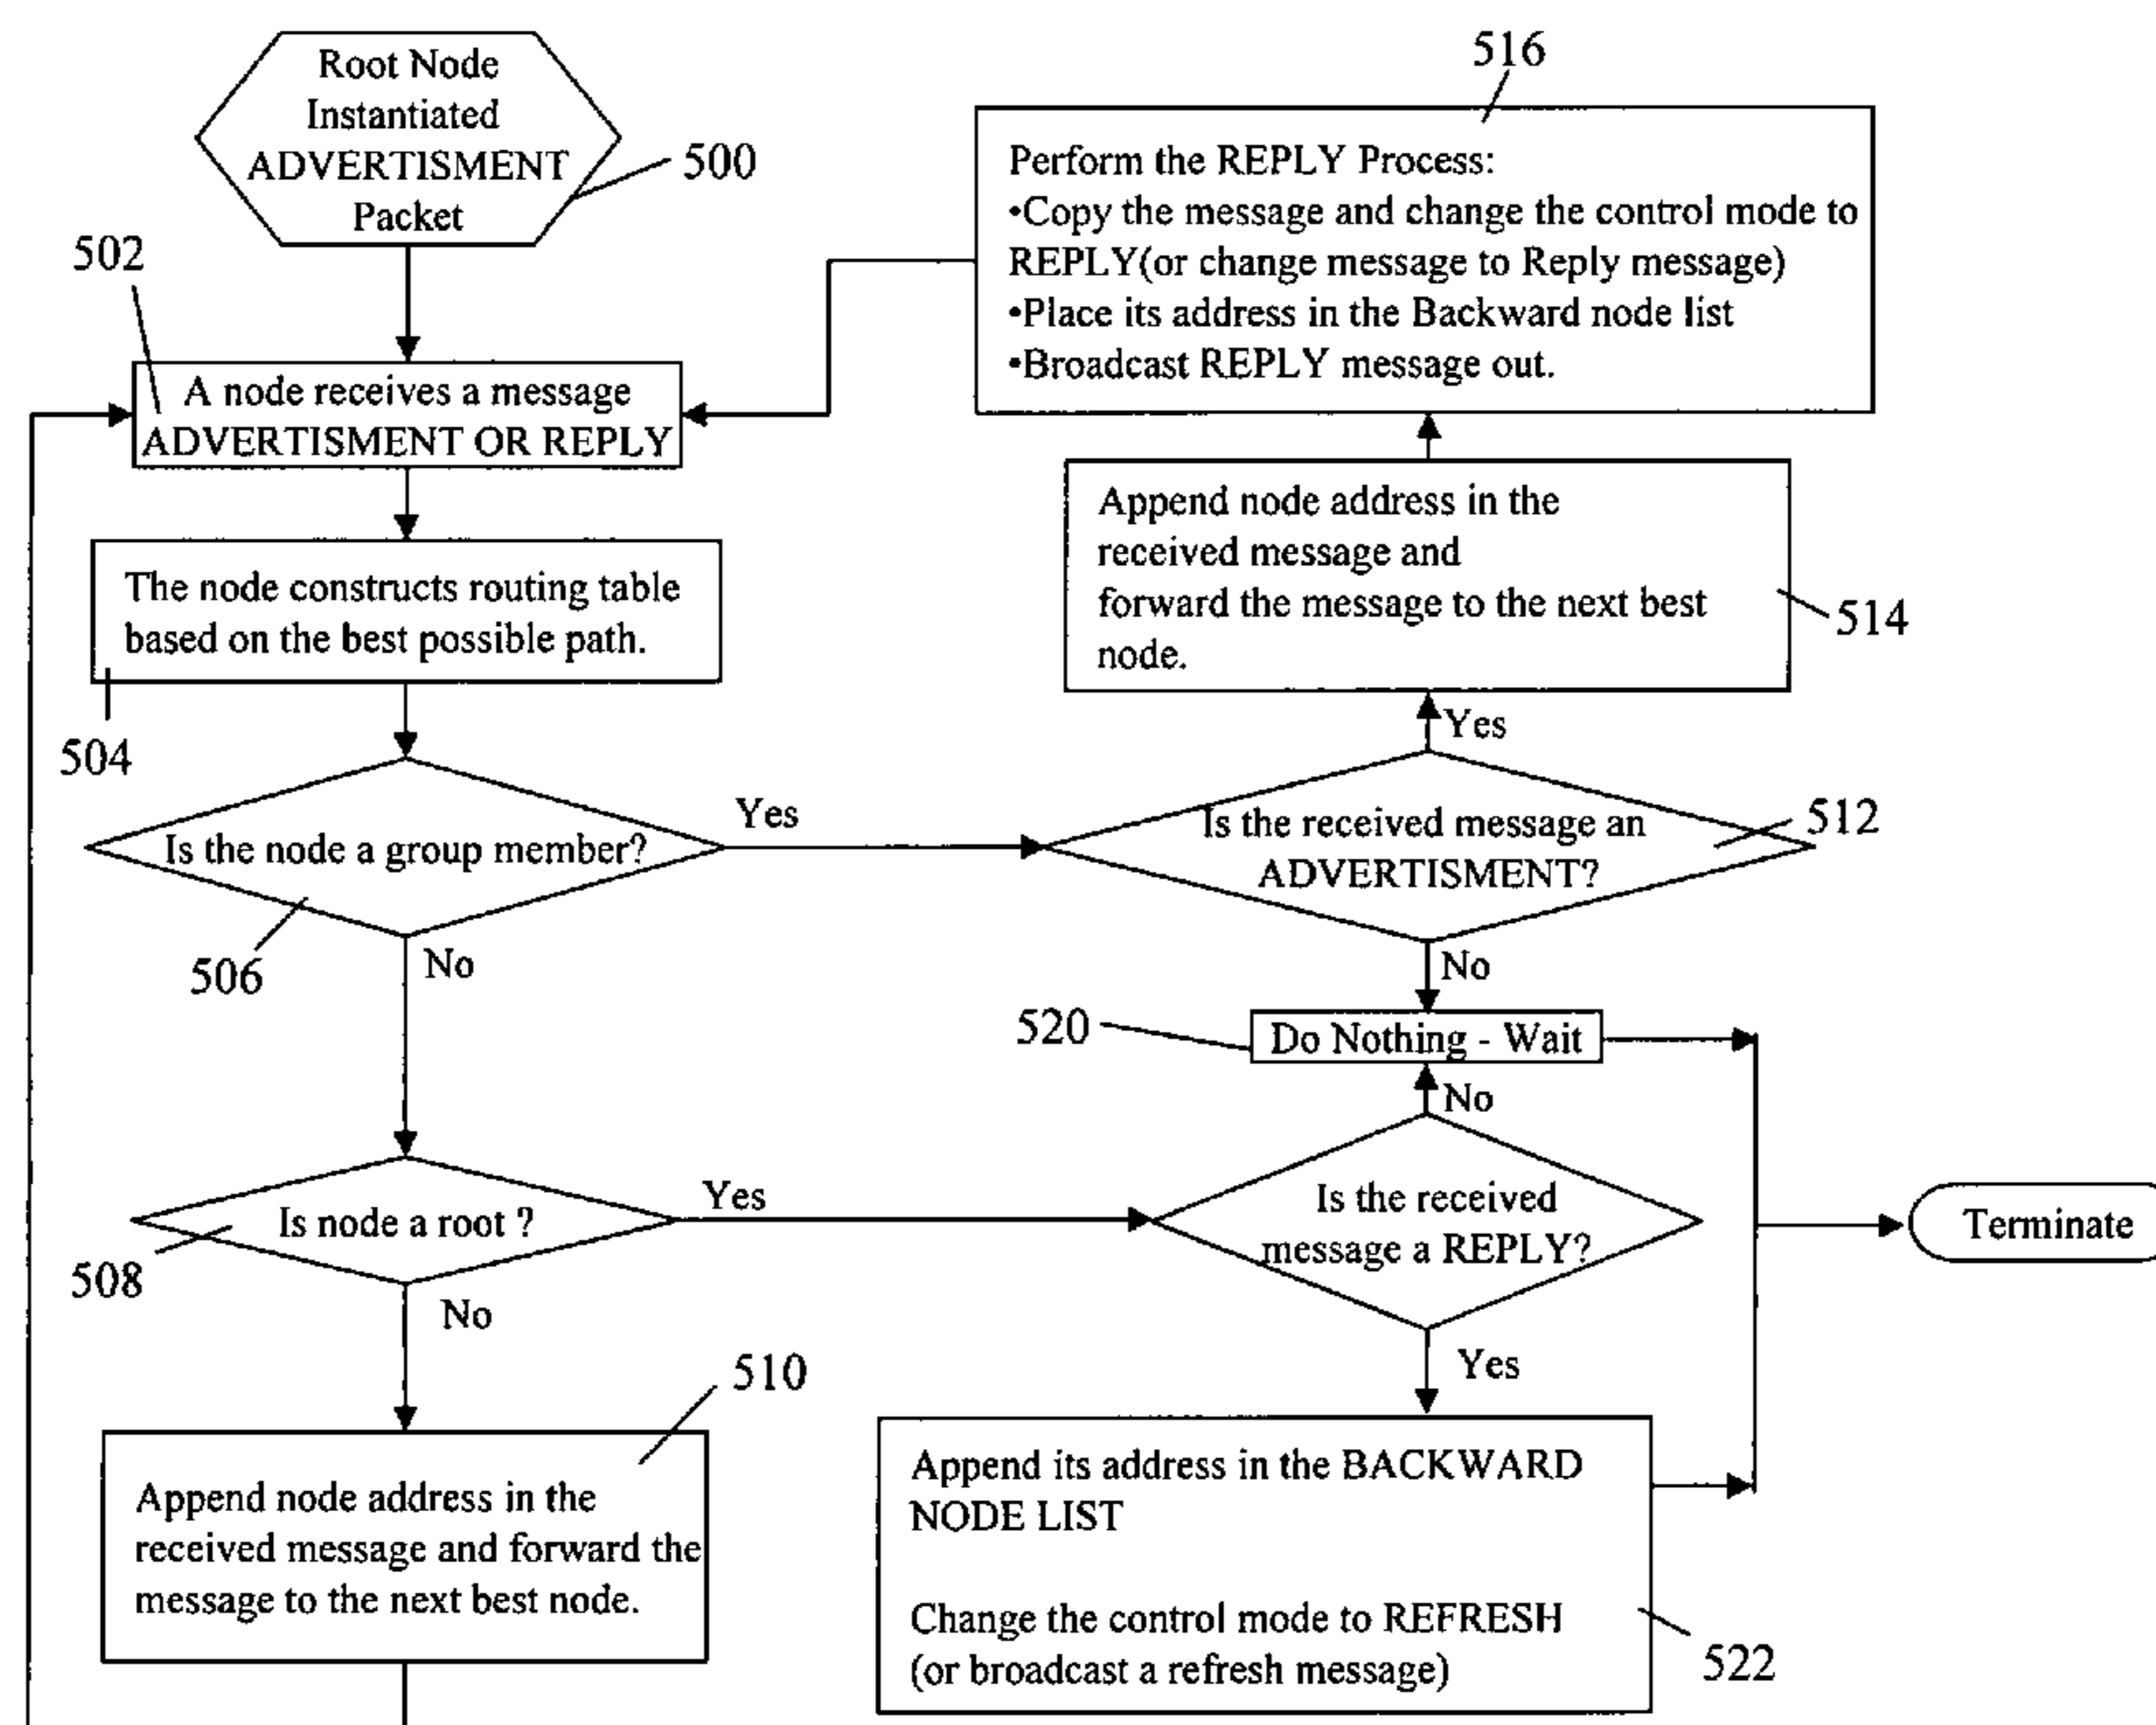 Root Node
Instantiated
ADVERTISMENT
Packet
500
502
A node receives a message
ADVERTISMENT OR REPLY
The node constructs routing table
based on the best possible path.
504
Is the node a group member?
506
Yes
No
Is node a root ?
508
Yes
No
510
Append node address in the
received message and forward the
message to the next best node.
516
Perform the REPLY Process:
•Copy the message and change the control mode to
REPLY(or change message to Reply message)
•Place its address in the Backward node list
•Broadcast REPLY message out.
Append node address in the
received message and
forward the message to the next best
node.
514
Yes
Is the received message an
ADVERTISMENT?
512
No
520
Do Nothing - Wait
No
Is the received
message a REPLY?
Yes
Terminate
Append its address in the BACKWARD
NODE LIST
Change the control mode to REFRESH
(or broadcast a refresh message)
522